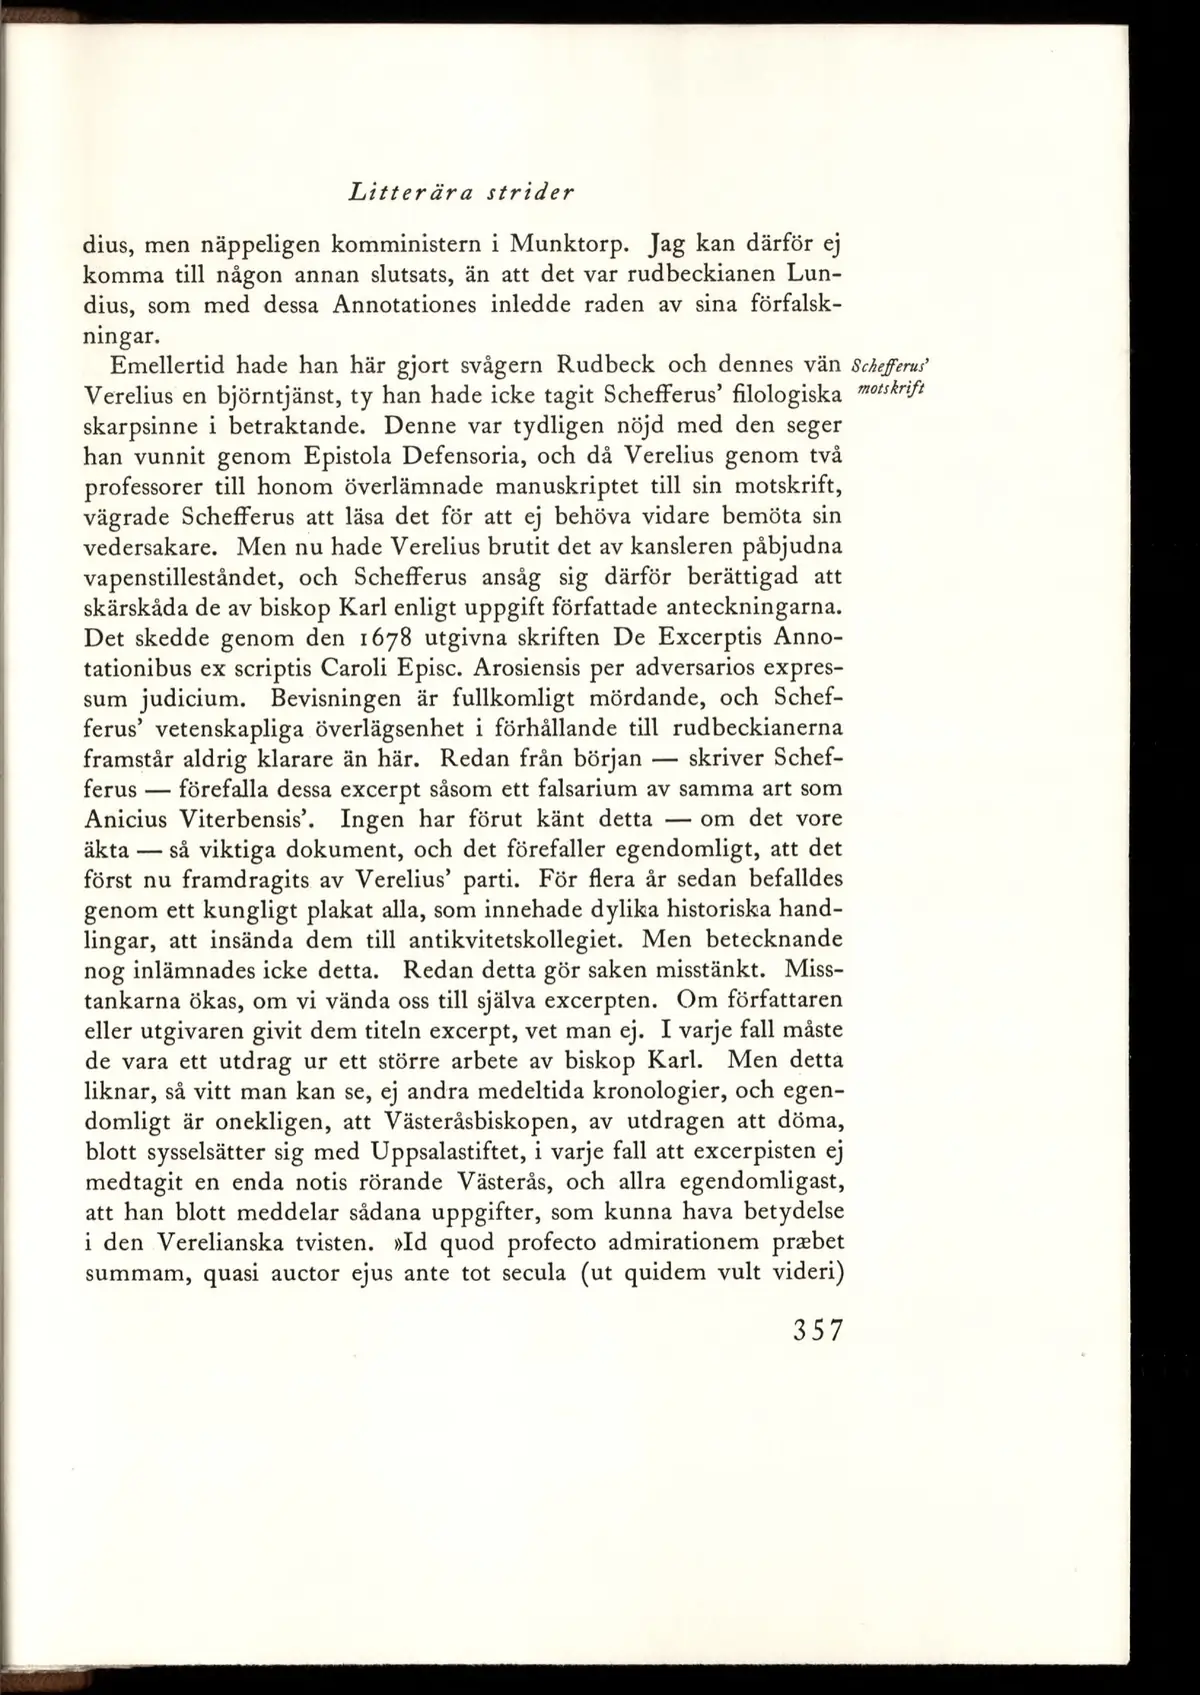 Litterära strider
dius, men näppeligen komministern i Munktorp. Jag kan därför ej
komma till någon annan slutsats, än att det var rudbeckianen Lun-
dius, som med dessa Annotationes inledde raden av sina förfalsk-
ningar.
Emellertid hade han här gjort svågern Rudbeck och dennes vän
Schefferus'
Verelius en björntjänst, ty han hade icke tagit Schefferus' filologiska
motskrift
skarpsinne i betraktande. Denne var tydligen nöjd med den seger
han vunnit genom Epistola Defensoria, och då Verelius genom två
professorer till honom överlämnade manuskriptet till sin motskrift,
vägrade Schefferus att läsa det för att ej behöva vidare bemöta sin
vedersakare. Men nu hade Verelius brutit det av kansleren påbjudna
vapenstilleståndet, och Schefferus ansåg sig därför berättigad att
skärskåda de av biskop Karl enligt uppgift författade anteckningarna.
Det skedde genom den 1678 utgivna skriften De Excerptis Anno-
tationibus ex scriptis Caroli Episc. Arosiensis per adversarios expres-
sum judicium. Bevisningen är fullkomligt mördande, och Schef-
ferus' vetenskapliga överlägsenhet i förhållande till rudbeckianerna
framstår aldrig klarare än här. Redan från början — skriver Schef-
ferus — förefalla dessa excerpt såsom ett falsarium av samma art som
Anicius Viterbensis'. Ingen har förut känt detta — om det vore
äkta — så viktiga dokument, och det förefaller egendomligt, att det
först nu framdragits av Verelius' parti. För flera år sedan befalldes
genom ett kungligt plakat alla, som innehade dylika historiska hand-
lingar, att insända dem till antikvitetskollegiet. Men betecknande
nog inlämnades icke detta. Redan detta gör saken misstänkt. Miss-
tankarna ökas, om vi vända oss till själva excerpten. Om författaren
eller utgivaren givit dem titeln excerpt, vet man ej. I varje fall måste
de vara ett utdrag ur ett större arbete av biskop Karl. Men detta
liknar, så vitt man kan se, ej andra medeltida kronologier, och egen-
domligt är onekligen, att Västeråsbiskopen, av utdragen att döma,
blott sysselsätter sig med Uppsalastiftet, i varje fall att excerpisten ej
medtagit en enda notis rörande Västerås, och allra egendomligast,
att han blott meddelar sådana uppgifter, som kunna hava betydelse
i den Verelianska tvisten. »Id quod profecto admirationem præbet
summam, quasi auctor ejus ante tot secula (ut quidem vult videri)
357